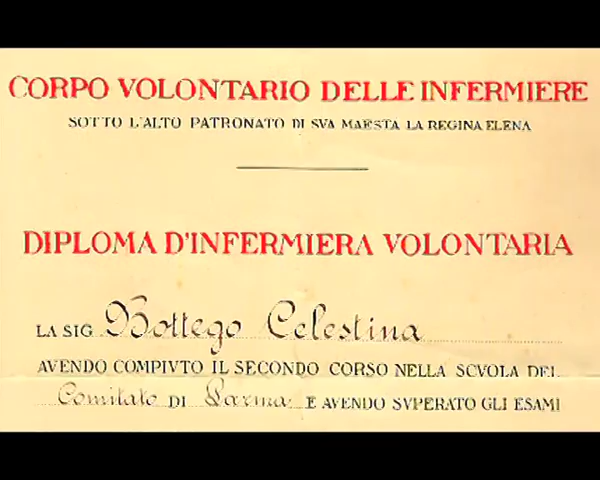 CORPO VOLONTARIO DELLE INFERMIERE
SOTTO L'ALTO PATRONATO DI SVA MAESTA LA REGINA ELENA
DIPLOMA D'INFERMIERA VOLONTARIA
LA SIG Bottego Celestina
AVENDO COMPIVTO IL SECONDO CORSO NELLA SCVOLA DEL
Comitato DI Parma E AVENDO SVPERATO GLI ESAMI